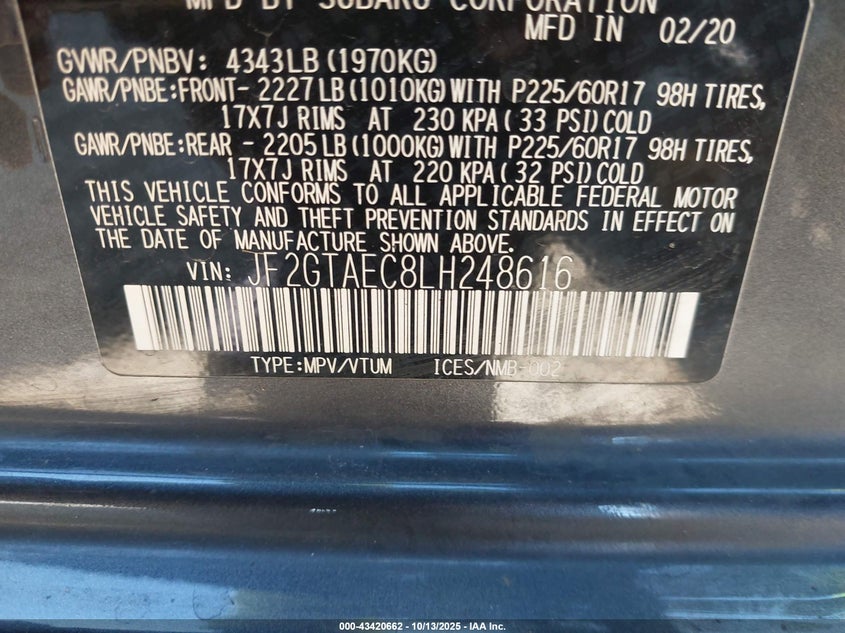 MFD BY SUBARU CORPORATION
MFD IN 02/20
GVWR/PNBV: 4343LB (1970KG)
GAWR/PNBE:FRONT- 2227LB(1010KG)WITH P225/60R17 98H TIRES,
17X7J RIMS AT 230 KPA(33 PSI)COLD
GAWR/PNBE:REAR - 2205LB(1000KG)WITH P225/60R17 98H TIRES,
17X7J RIMS AT 220 KPA(32 PSI)COLD
THIS VEHICLE CONFORMS TO ALL APPLICABLE FEDERAL MOTOR
VEHICLE SAFETY AND THEFT PREVENTION STANDARDS IN EFFECT ON
THE DATE OF MANUFACTURE SHOWN ABOVE.
VIN: JF2GTAEC8LH248616
TYPE:MPV/VTUM ICES/NMB-002
000-43420662 - 10/13/2025 - IAA Inc.